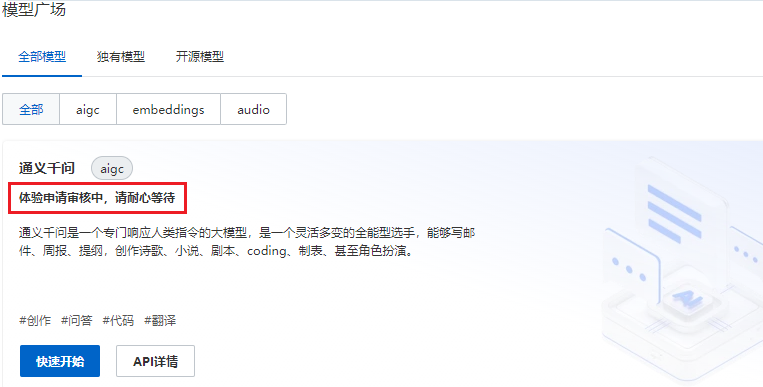 模型广场
全部模型 独有模型 开源模型
全部 aigc embeddings audio
通义千问 aigc
体验申请审核中，请耐心等待
通义千问是一个专门响应人类指令的大模型，是一个灵活多变的全能型选手，能够写邮
件、周报、提纲，创作诗歌、小说、剧本、coding、制表、甚至角色扮演。
#创作 #问答 #代码 #翻译
快速开始 API详情